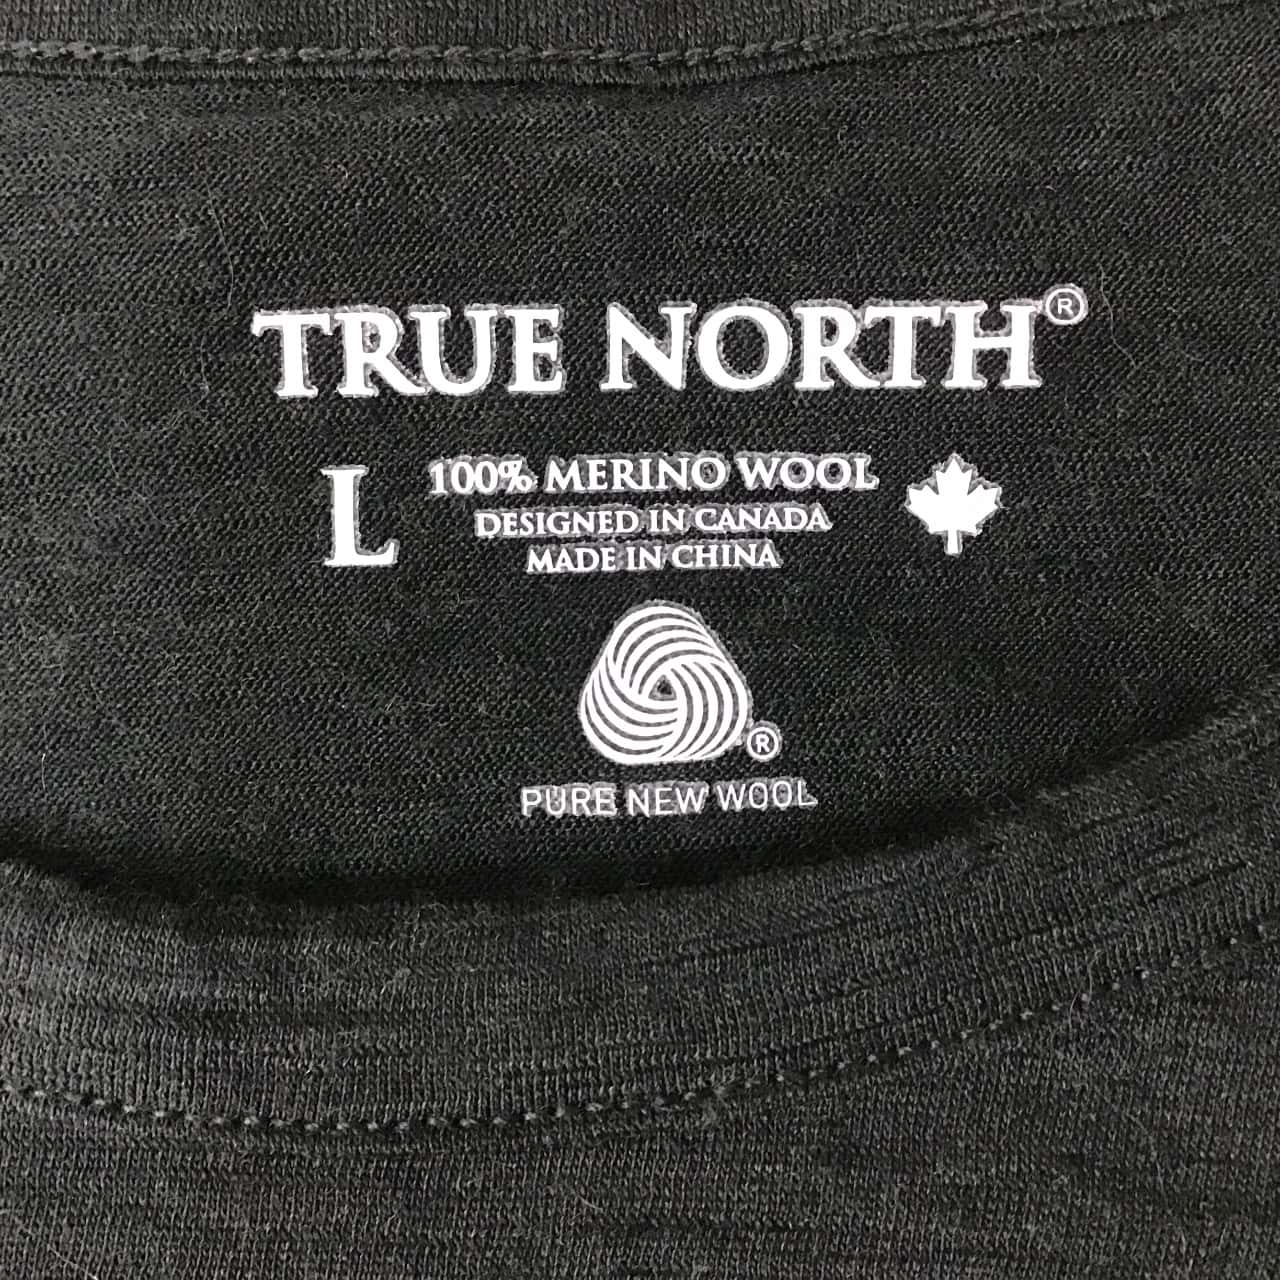 TRUE NORTH®
L 100% MERINO WOOL
DESIGNED IN CANADA
MADE IN CHINA
®
PURE NEW WOOL